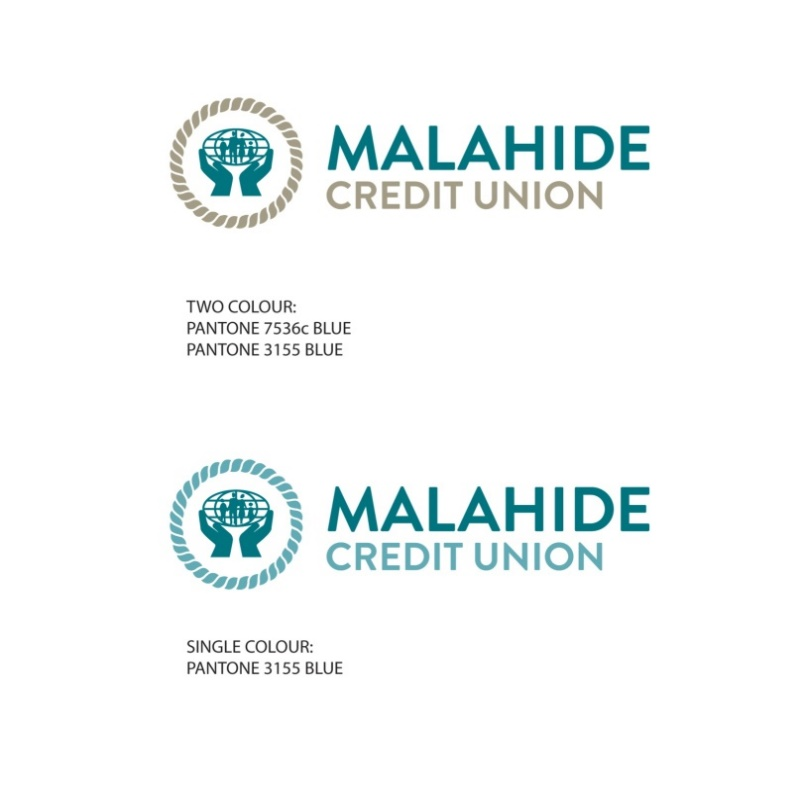 MALAHIDE
CREDIT UNION
TWO COLOUR:
PANTONE 7536c BLUE
PANTONE 3155 BLUE
MALAHIDE
CREDIT UNION
SINGLE COLOUR:
PANTONE 3155 BLUE